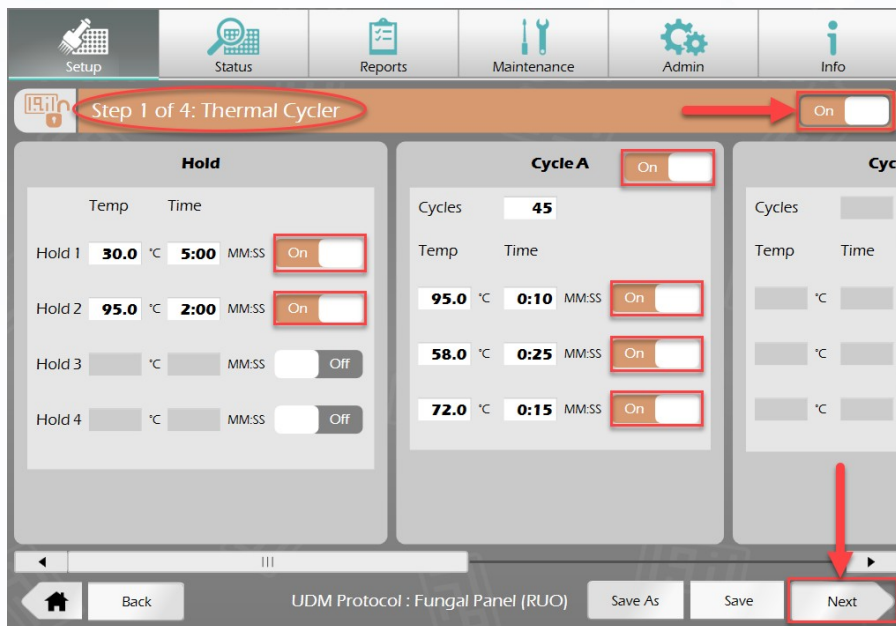 Setup
Status
Reports
Maintenance
Admin
Info
Step 1 of 4: Thermal Cycler
On
Hold
Temp Time
Hold 1 30.0 °C 5:00 MM:SS On
Hold 2 95.0 °C 2:00 MM:SS On
Hold 3 °C MM:SS Off
Hold 4 °C MM:SS Off
Cycle A On
Cycles 45
Temp Time
95.0 °C 0:10 MM:SS On
58.0 °C 0:25 MM:SS On
72.0 °C 0:15 MM:SS On
Cyc
Cycles
Temp Time
°C
°C
°C
Back
UDM Protocol : Fungal Panel (RUO)
Save As
Save
Next